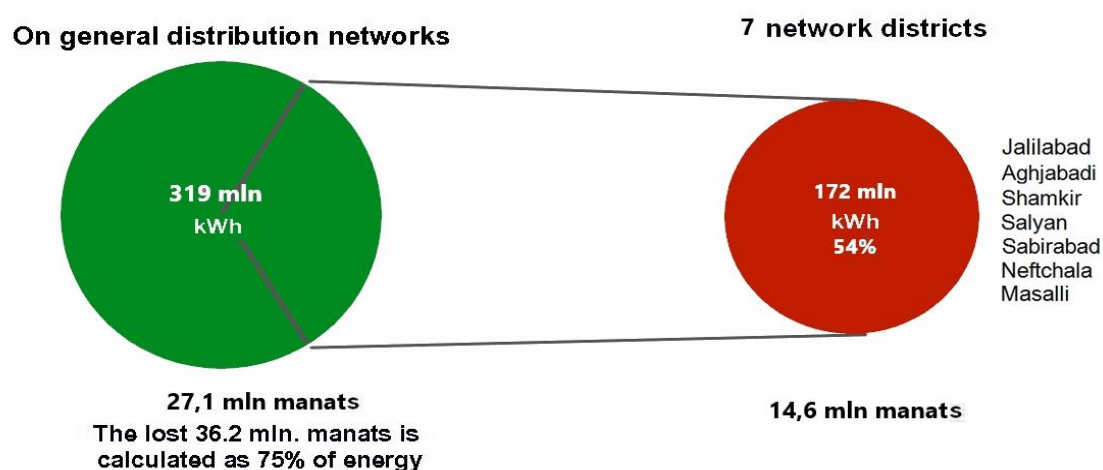 On general distribution networks
319 mln
kWh
27,1 mln manats
The lost 36.2 mln. manats is
calculated as 75% of energy
7 network districts
172 mln
kWh
54%
Jalilabad
Aghjabadi
Shamkir
Salyan
Sabirabad
Neftchala
Masalli
14,6 mln manats